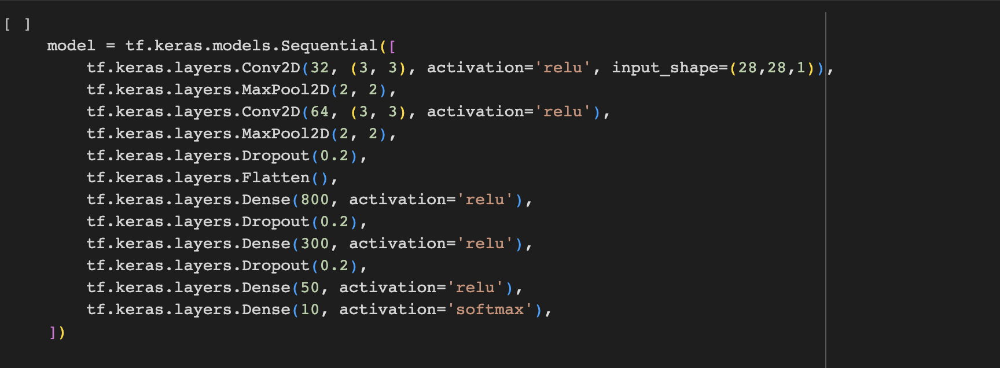 [ ]
model = tf.keras.models.Sequential([
    tf.keras.layers.Conv2D(32, (3, 3), activation='relu', input_shape=(28,28,1)),
    tf.keras.layers.MaxPool2D(2, 2),
    tf.keras.layers.Conv2D(64, (3, 3), activation='relu'),
    tf.keras.layers.MaxPool2D(2, 2),
    tf.keras.layers.Dropout(0.2),
    tf.keras.layers.Flatten(),
    tf.keras.layers.Dense(800, activation='relu'),
    tf.keras.layers.Dropout(0.2),
    tf.keras.layers.Dense(300, activation='relu'),
    tf.keras.layers.Dropout(0.2),
    tf.keras.layers.Dense(50, activation='relu'),
    tf.keras.layers.Dense(10, activation='softmax'),
])